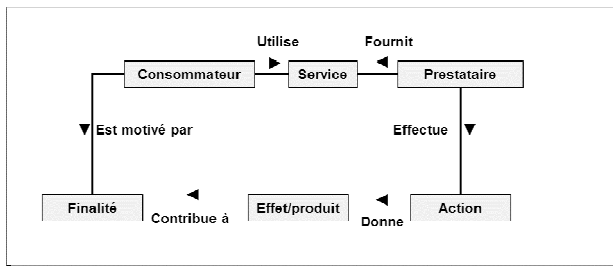 Utilise
Fournit
Consommateur
Service
Prestataire
Est motivé par
Effectue
Finalité
Contribue à
Effet/produit
Donne
Action